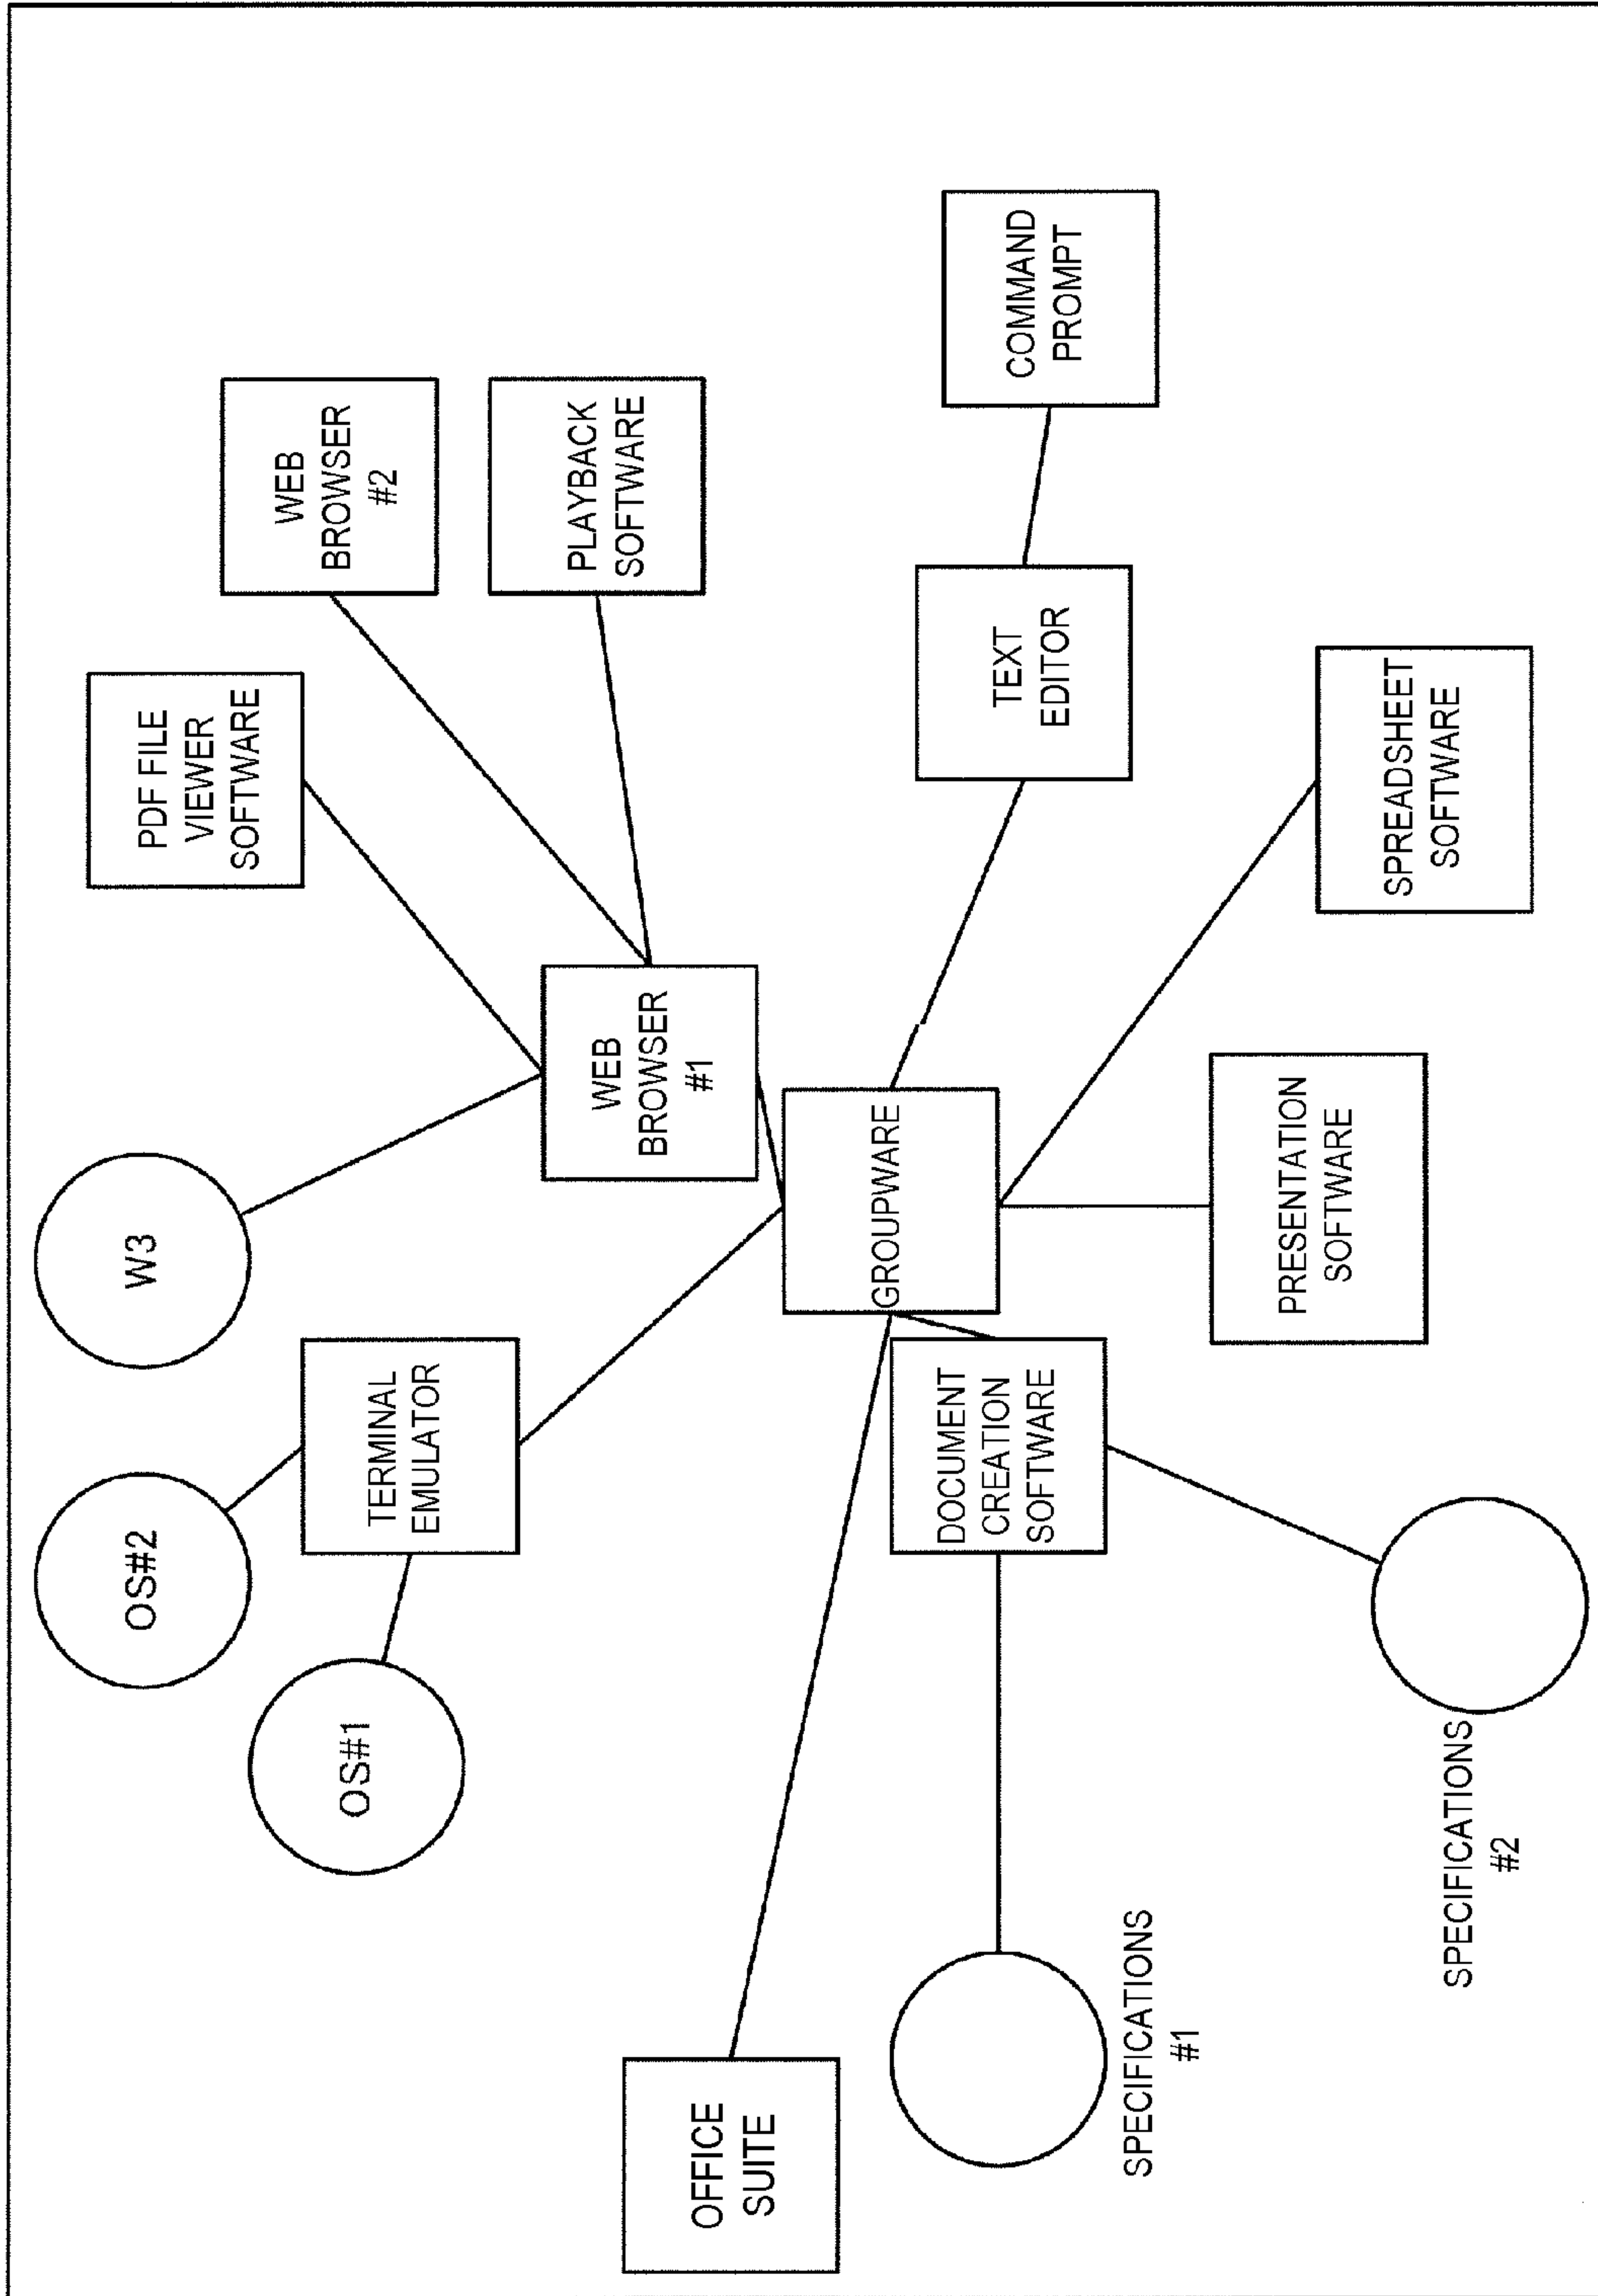 OFFICE
SUITE
SPECIFICATIONS
#1
SPECIFICATIONS
#2
OS#1
OS#2
TERMINAL
EMULATOR
DOCUMENT
CREATION
SOFTWARE
W3
GROUPWARE
PRESENTATION
SOFTWARE
WEB
BROWSER
#1
PDF FILE
VIEWER
SOFTWARE
SPREADSHEET
SOFTWARE
TEXT
EDITOR
WEB
BROWSER
#2
PLAYBACK
SOFTWARE
COMMAND
PROMPT